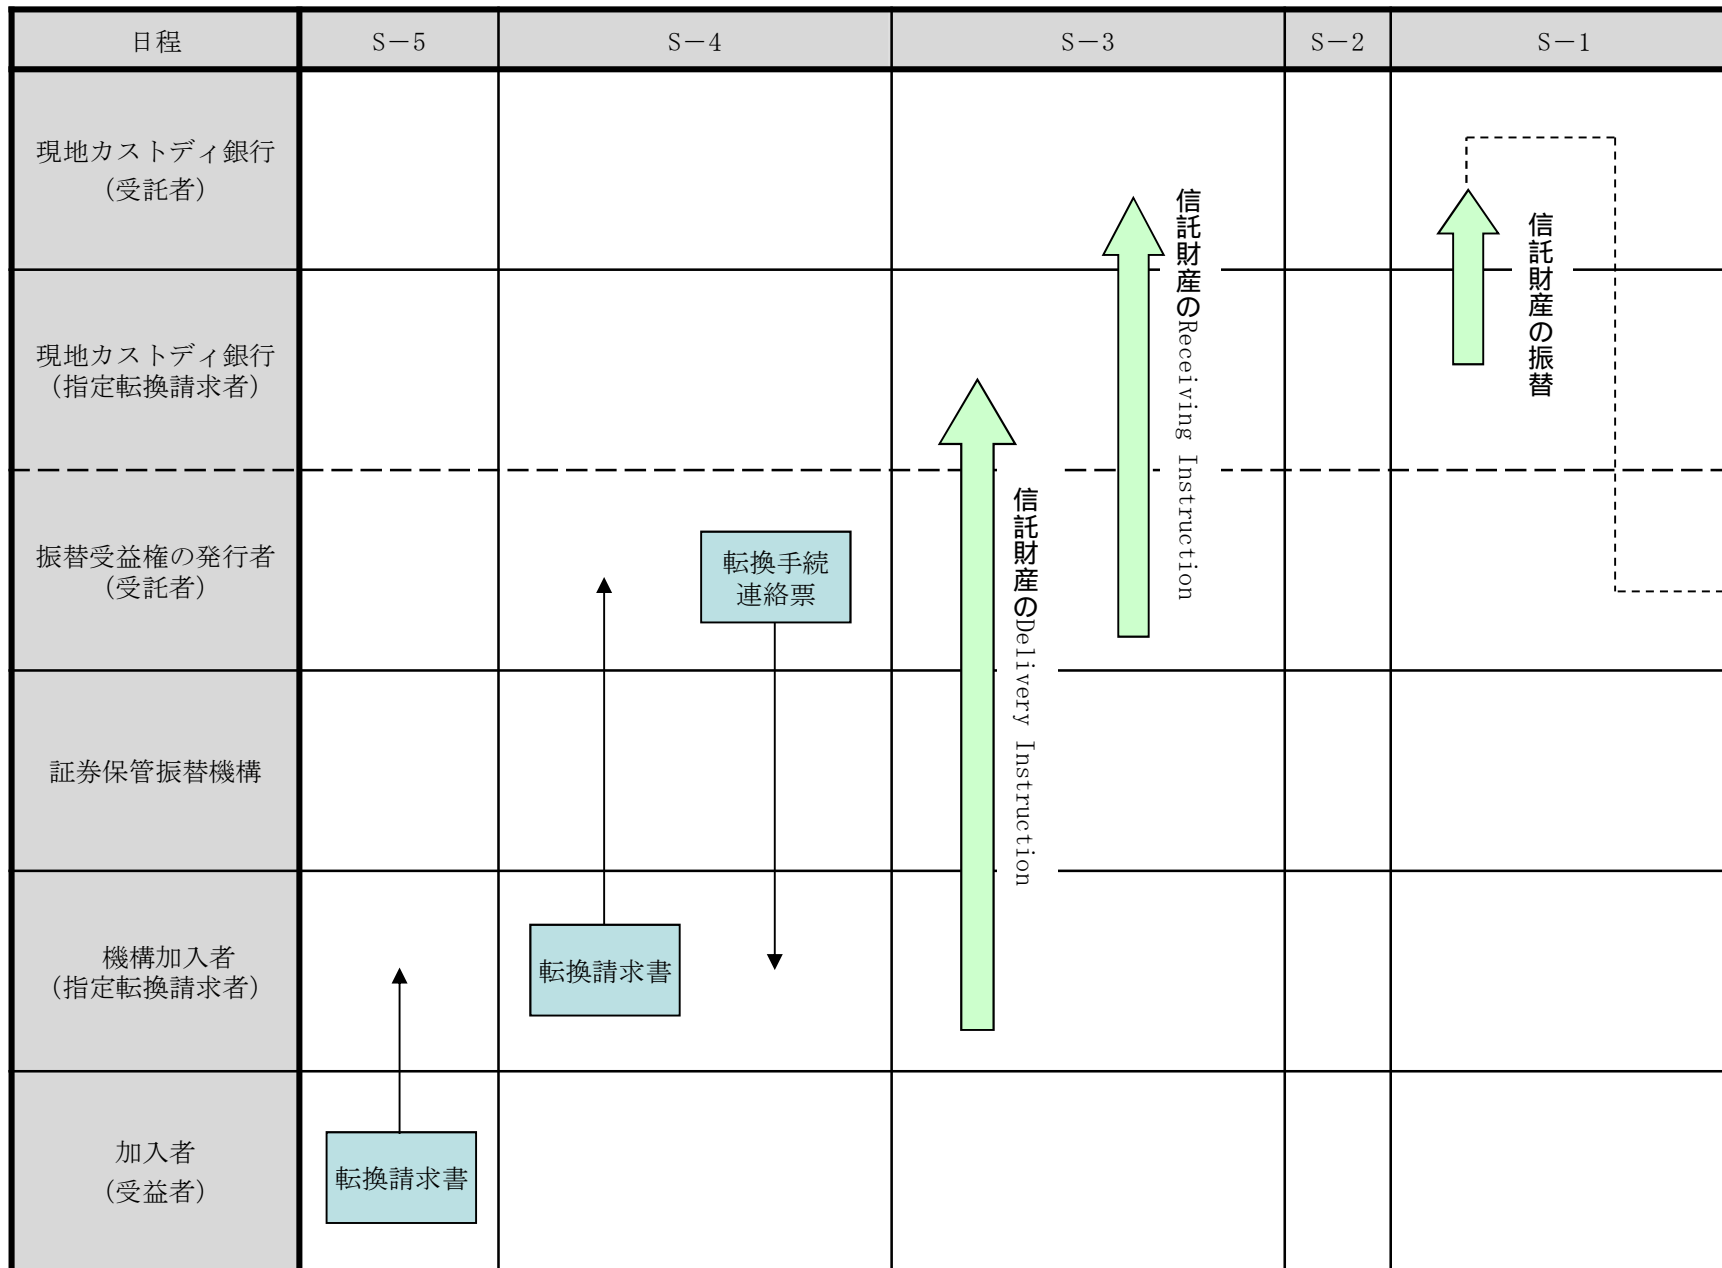 日程
S－5
S－4
S－3
S－2
S－1
現地カストディ銀行
（受託者）
信託財産のReceiving Instruction
信託財産の振替
現地カストディ銀行
（指定転換請求者）
信託財産のDelivery Instruction
振替受益権の発行者
（受託者）
転換手続
連絡票
証券保管振替機構
機構加入者
（指定転換請求者）
転換請求書
加入者
（受益者）
転換請求書